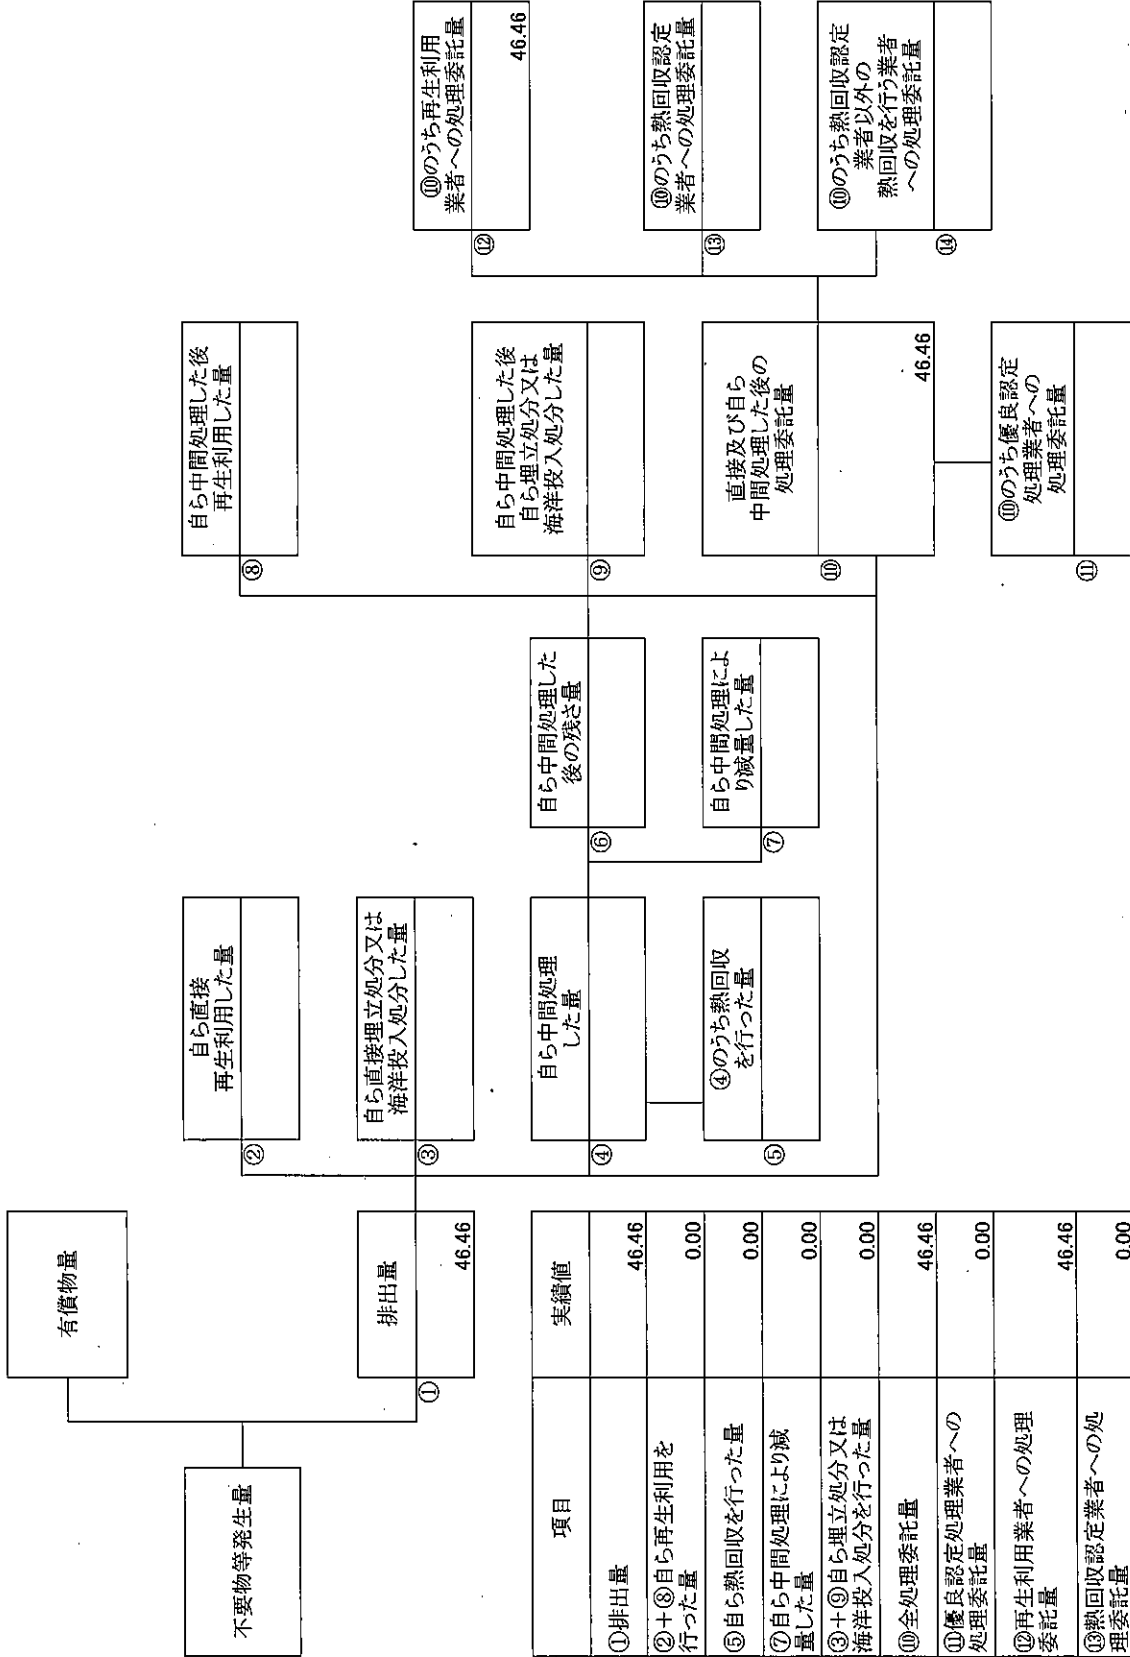 有償物量
不要物等発生量
排出量
①
46.46
自ら直接
再生利用した量
②
自ら直接埋立処分又は
海洋投入処分した量
③
自ら中間処理
した量
④
④のうち熱回収
を行った量
⑤
自ら中間処理した
後の残さ量
⑥
自ら中間処理によ
り減量した量
⑦
自ら中間処理した後
再生利用した量
⑧
自ら中間処理した後
自ら埋立処分又は
海洋投入処分した量
⑨
直接及び自ら
中間処理した後の
処理委託量
⑩
46.46
⑩のうち優良認定
処理業者への
処理委託量
⑪
⑩のうち再生利用
業者への処理委託量
⑫
46.46
⑩のうち熱回収認定
業者への処理委託量
⑬
⑩のうち熱回収認定
業者以外の
熱回収を行う業者
への処理委託量
⑭
項目
実績値
①排出量
46.46
②+⑧自ら再生利用を
行った量
0.00
⑤自ら熱回収を行った量
0.00
⑦自ら中間処理により減
量した量
0.00
③+⑨自ら埋立処分又は
海洋投入処分を行った量
0.00
⑩全処理委託量
46.46
⑪優良認定処理業者への
処理委託量
0.00
⑫再生利用業者への処理
委託量
46.46
⑬熱回収認定業者への処
理委託量
0.00